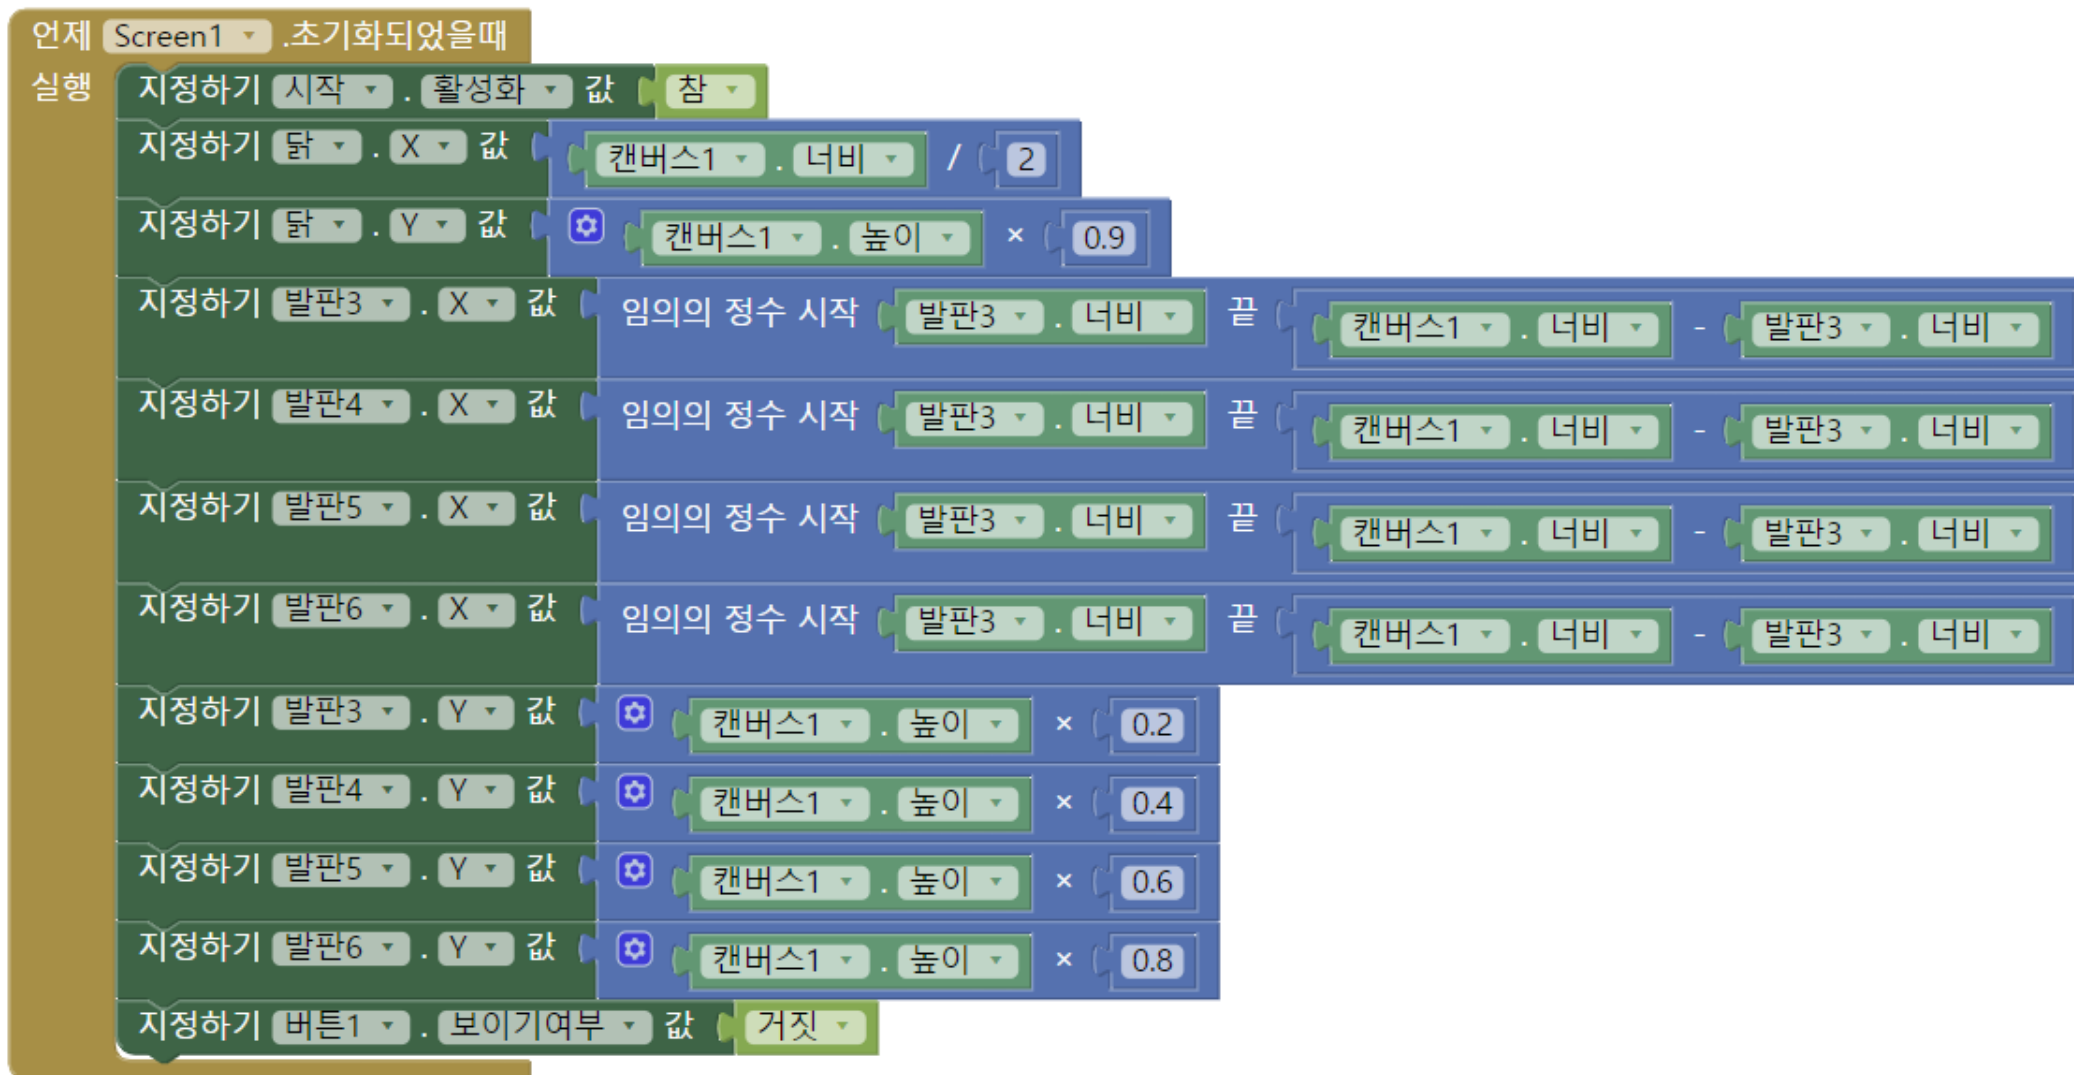 언제 Screen1 .초기화되었을때
실행 지정하기 시작 . 활성화 값 참
지정하기 닭 . X 값 캔버스1 . 너비 / 2
지정하기 닭 . Y 값 캔버스1 . 높이 × 0.9
지정하기 발판3 . X 값 임의의 정수 시작 발판3 . 너비 끝 캔버스1 . 너비 - 발판3 . 너비
지정하기 발판4 . X 값 임의의 정수 시작 발판3 . 너비 끝 캔버스1 . 너비 - 발판3 . 너비
지정하기 발판5 . X 값 임의의 정수 시작 발판3 . 너비 끝 캔버스1 . 너비 - 발판3 . 너비
지정하기 발판6 . X 값 임의의 정수 시작 발판3 . 너비 끝 캔버스1 . 너비 - 발판3 . 너비
지정하기 발판3 . Y 값 캔버스1 . 높이 × 0.2
지정하기 발판4 . Y 값 캔버스1 . 높이 × 0.4
지정하기 발판5 . Y 값 캔버스1 . 높이 × 0.6
지정하기 발판6 . Y 값 캔버스1 . 높이 × 0.8
지정하기 버튼1 . 보이기여부 값 거짓